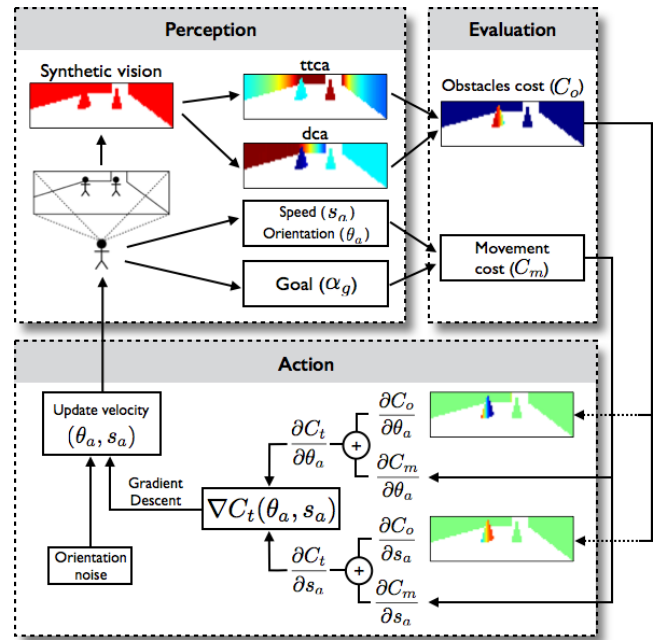 Perception
Evaluation
Synthetic vision
ttca
dca
Speed (s_a)
Orientation (θ_a)
Goal (α_g)
Obstacles cost (C_o)
Movement
cost (C_m)
Action
Update velocity
(θ_a, s_a)
Gradient
Descent
Orientation
noise
∇C_t(θ_a, s_a)
∂C_t
∂θ_a
+
∂C_o
∂θ_a
∂C_m
∂θ_a
∂C_t
∂s_a
+
∂C_o
∂s_a
∂C_m
∂s_a